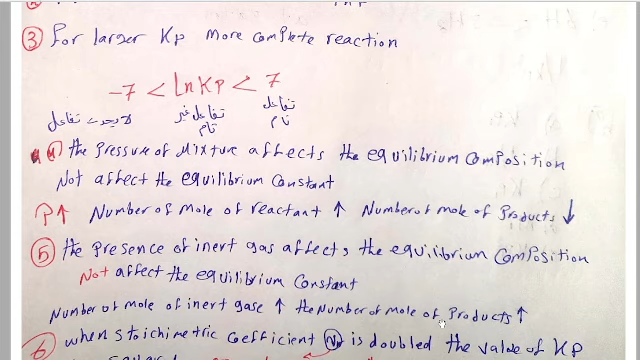 ③ For larger Kp more complete reaction
-7 < Ln Kp < 7
لا يحدث تفاعل تفاعل غير تام تفاعل تام
④ the pressure of Mixture affects the equilibrium composition
Not affect the equilibrium Constant
P↑ Number of mole of reactant ↑ Number of mole of Products ↓
⑤ the presence of inert gas affects the equilibrium composition
Not affect the equilibrium Constant
Number of mole of inert gase ↑ the Number of mole of Products ↑
⑥ when stoichimetric coefficient is doubled the value of Kp